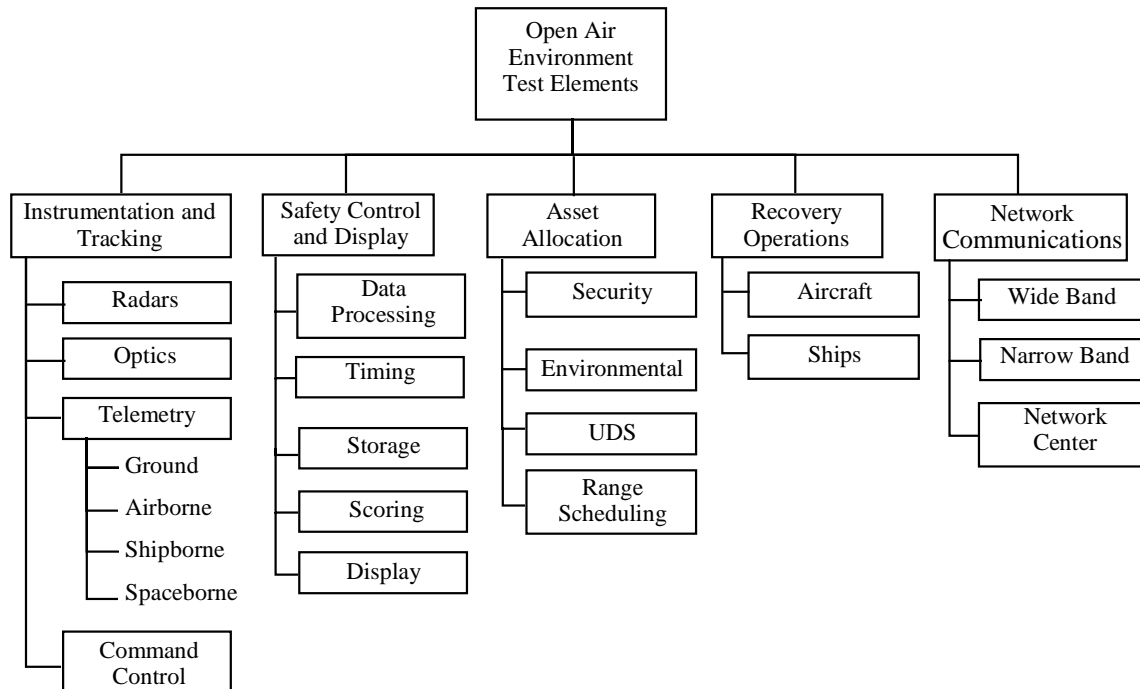 Open Air
Environment
Test Elements
Instrumentation and
Tracking
Radars
Optics
Telemetry
Ground
Airborne
Shipborne
Spaceborne
Command
Control
Safety Control
and Display
Data
Processing
Timing
Storage
Scoring
Display
Asset
Allocation
Security
Environmental
UDS
Range
Scheduling
Recovery
Operations
Aircraft
Ships
Network
Communications
Wide Band
Narrow Band
Network
Center